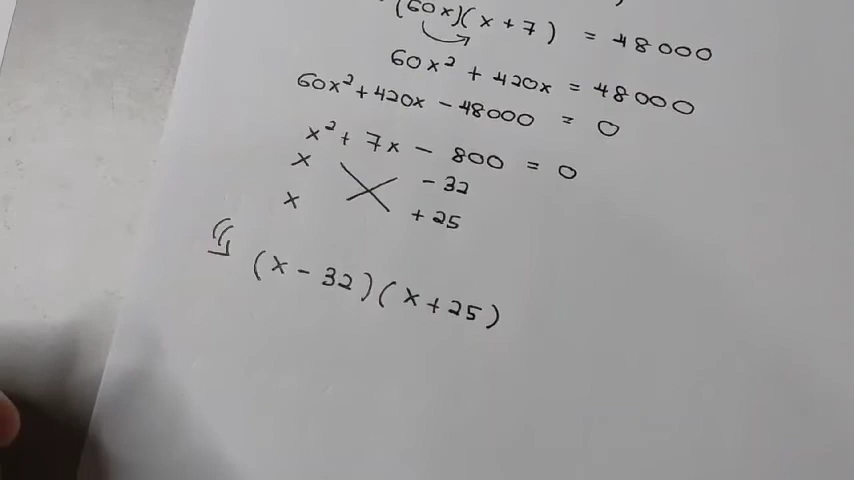 (60x)(x + 7) = 48000
60x² + 420x = 48000
60x² + 420x - 48000 = 0
x² + 7x - 800 = 0
x - 32
x + 25
(x - 32)(x + 25)